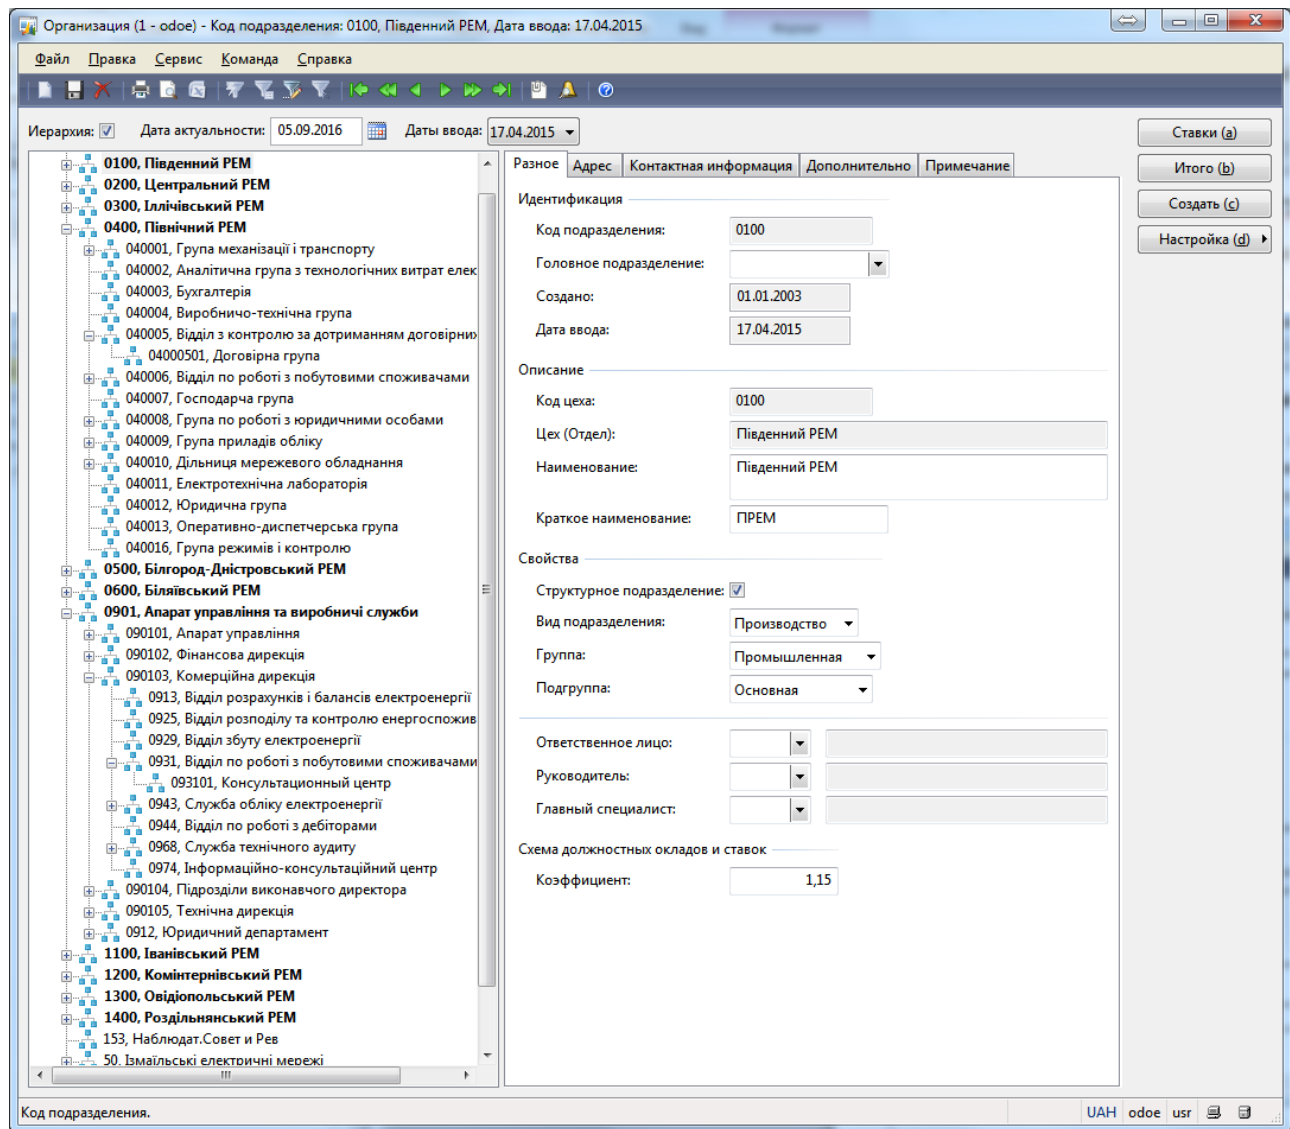 Организация (1 - odoe) - Код подразделения: 0100, Південний РЕМ, Дата ввода: 17.04.2015
Файл Правка Сервис Команда Справка
Иерархия: Дата актуальности: 05.09.2016 Даты ввода: 17.04.2015
0100, Південний РЕМ
0200, Центральний РЕМ
0300, Іллічівський РЕМ
0400, Північний РЕМ
040001, Група механізації і транспорту
040002, Аналітична група з технологічних витрат елек
040003, Бухгалтерія
040004, Виробничо-технічна група
040005, Відділ з контролю за дотриманням договірних
04000501, Договірна група
040006, Відділ по роботі з побутовими споживачами
040007, Господарча група
040008, Група по роботі з юридичними особами
040009, Група приладів обліку
040010, Дільниця мережевого обладнання
040011, Електротехнічна лабораторія
040012, Юридична група
040013, Оперативно-диспетчерська група
040016, Група режимів і контролю
0500, Білгород-Дністровський РЕМ
0600, Біляївський РЕМ
0901, Апарат управління та виробничі служби
090101, Апарат управління
090102, Фінансова дирекція
090103, Комерційна дирекція
0913, Відділ розрахунків і балансів електроенергії
0925, Відділ розподілу та контролю енергоспожив
0929, Відділ збуту електроенергії
0931, Відділ по роботі з побутовими споживачами
093101, Консультационный центр
0943, Служба обліку електроенергії
0944, Відділ по роботі з дебіторами
0968, Служба технічного аудиту
0974, Інформаційно-консультаційний центр
090104, Підрозділи виконавчого директора
090105, Технічна дирекція
0912, Юридичний департамент
1100, Іванівський РЕМ
1200, Комінтернівський РЕМ
1300, Овідіопольський РЕМ
1400, Роздільнянський РЕМ
153, Наблюдат.Совет и Рев
50, Ізмаїльські електричні мережі
Разное Адрес Контактная информация Дополнительно Примечание
Идентификация
Код подразделения: 0100
Головное подразделение:
Создано: 01.01.2003
Дата ввода: 17.04.2015
Описание
Код цеха: 0100
Цех (Отдел): Південний РЕМ
Наименование: Південний РЕМ
Краткое наименование: ПРЕМ
Свойства
Структурное подразделение:
Вид подразделения: Производство
Группа: Промышленная
Подгруппа: Основная
Ответственное лицо:
Руководитель:
Главный специалист:
Схема должностных окладов и ставок
Коэффициент: 1,15
Ставки (a)
Итого (b)
Создать (c)
Настройка (d)
Код подразделения.
UAH odoe usr